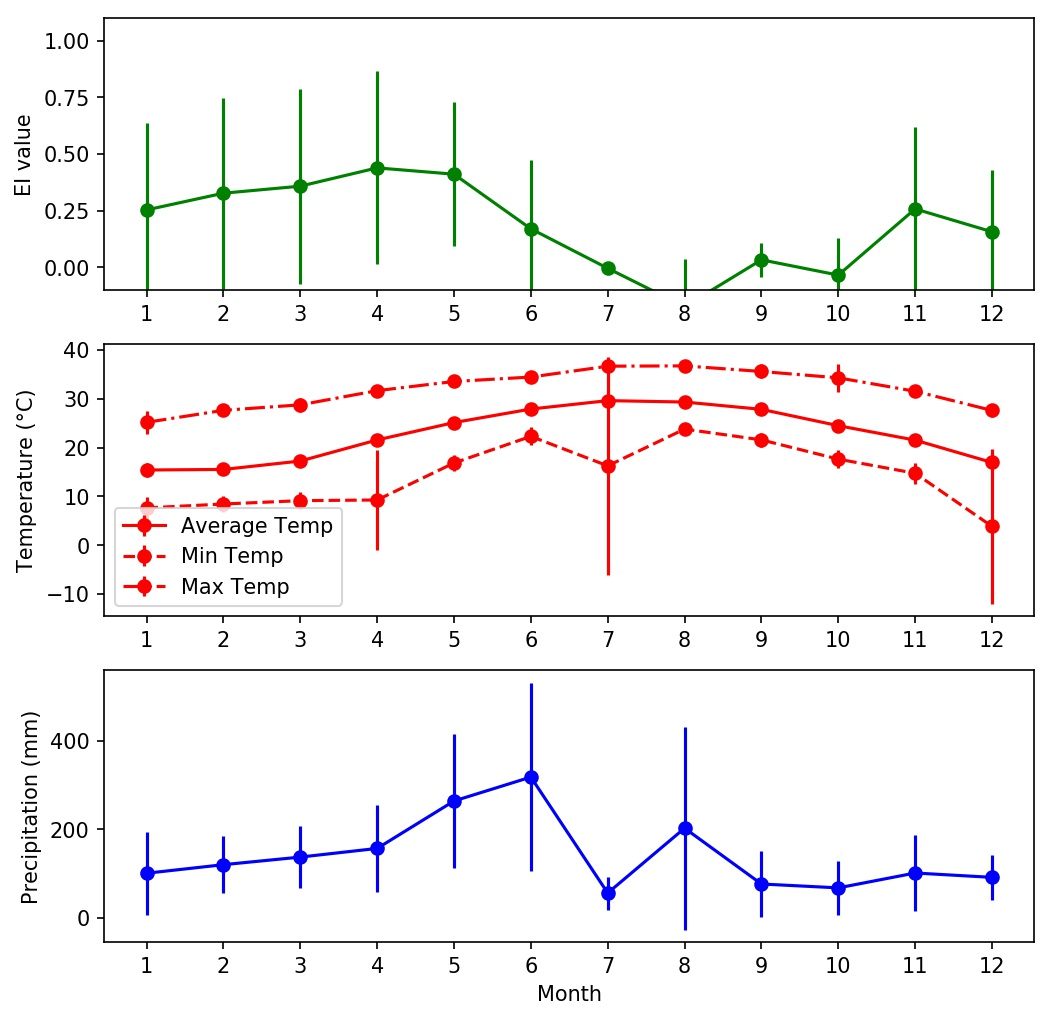 EI value
1.00
0.75
0.50
0.25
0.00
1 2 3 4 5 6 7 8 9 10 11 12
Temperature (°C)
40
30
20
10
0
−10
Average Temp
Min Temp
Max Temp
1 2 3 4 5 6 7 8 9 10 11 12
Precipitation (mm)
400
200
0
1 2 3 4 5 6 7 8 9 10 11 12
Month